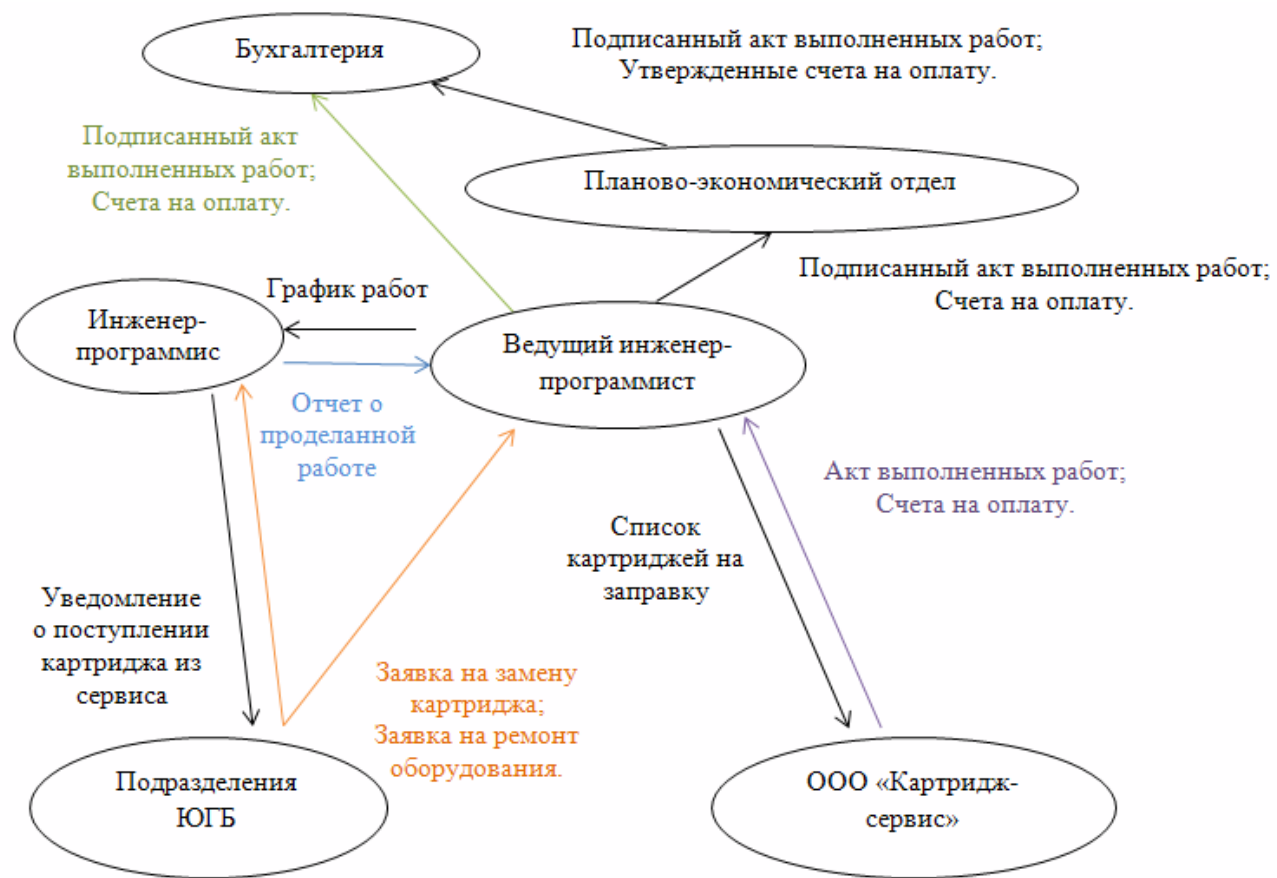 Бухгалтерия
Подписанный акт выполненных работ;
Утвержденные счета на оплату.
Подписанный акт
выполненных работ;
Счета на оплату.
Планово-экономический отдел
Подписанный акт выполненных работ;
Счета на оплату.
График работ
Инженер-
программис
Ведущий инженер-
программист
Отчет о
проделанной
работе
Акт выполненных работ;
Счета на оплату.
Список
картриджей на
заправку
Уведомление
о поступлении
картриджа из
сервиса
Заявка на замену
картриджа;
Заявка на ремонт
оборудования.
Подразделения
ЮГБ
ООО «Картридж-
сервис»